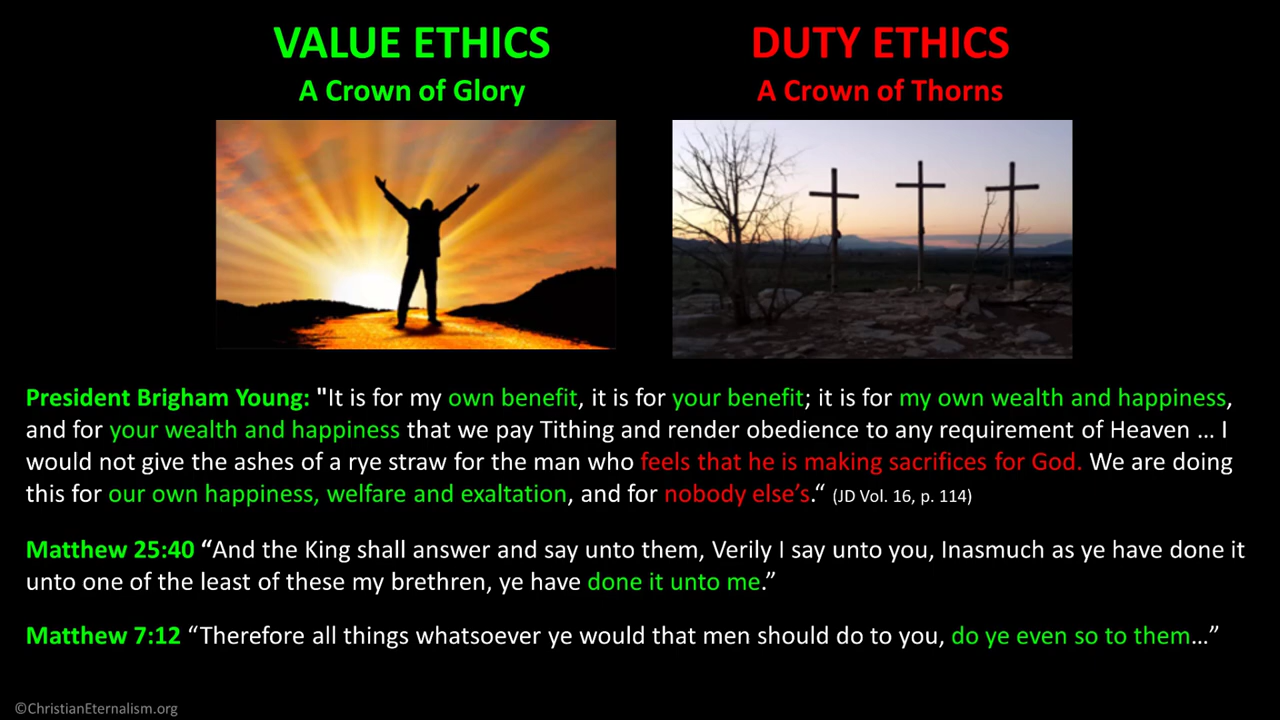 VALUE ETHICS
A Crown of Glory
DUTY ETHICS
A Crown of Thorns
President Brigham Young: "It is for my own benefit, it is for your benefit; it is for my own wealth and happiness,
and for your wealth and happiness that we pay Tithing and render obedience to any requirement of Heaven ... I
would not give the ashes of a rye straw for the man who feels that he is making sacrifices for God. We are doing
this for our own happiness, welfare and exaltation, and for nobody else’s.“ (JD Vol. 16, p. 114)
Matthew 25:40 “And the King shall answer and say unto them, Verily I say unto you, Inasmuch as ye have done it
unto one of the least of these my brethren, ye have done it unto me.”
Matthew 7:12 “Therefore all things whatsoever ye would that men should do to you, do ye even so to them…”
©ChristianEternalism.org